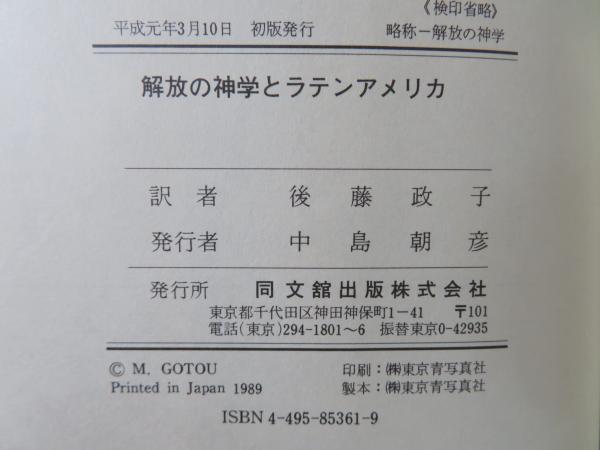 《検印省略》
平成元年3月10日 初版発行 略称－解放の神学
解放の神学とラテンアメリカ
訳者 後藤政子
発行者 中島朝彦
発行所 同文舘出版株式会社
東京都千代田区神田神保町1－41 〒101
電話(東京)294-1801～6 振替東京0-42935
© M. GOTOU 印刷：㈱東京青写真社
Printed in Japan 1989 製本：㈱東京青写真社
ISBN 4-495-85361-9